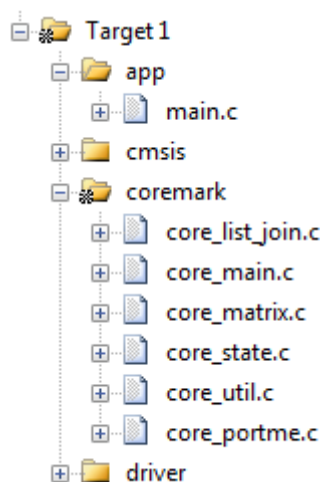 Target 1
app
main.c
cmsis
coremark
core_list_join.c
core_main.c
core_matrix.c
core_state.c
core_util.c
core_portme.c
driver